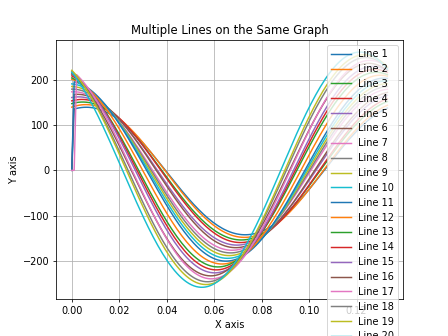 Multiple Lines on the Same Graph
Y axis
200
100
0
−100
−200
0.00
0.02
0.04
0.06
0.08
0.10
X axis
Line 1
Line 2
Line 3
Line 4
Line 5
Line 6
Line 7
Line 8
Line 9
Line 10
Line 11
Line 12
Line 13
Line 14
Line 15
Line 16
Line 17
Line 18
Line 19
Line 20